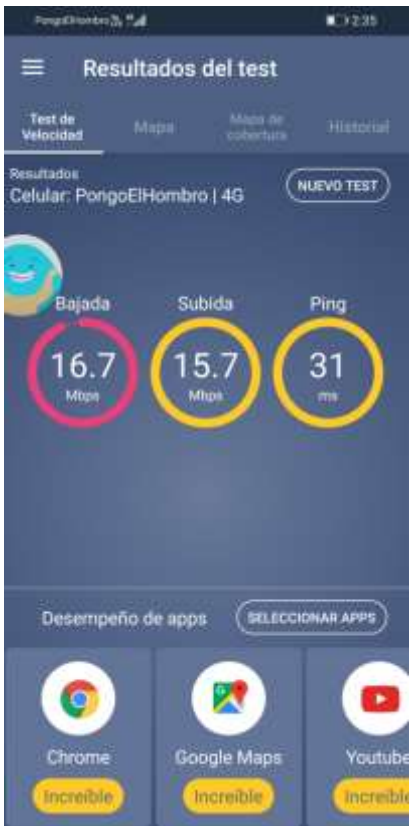 PongoElHombro 2:35
Resultados del test
Test de Velocidad Mapa Mapa de cobertura Historial
Resultados
Celular: PongoElHombro | 4G NUEVO TEST
Bajada Subida Ping
16.7 15.7 31
Mbps Mbps ms
Desempeño de apps SELECCIONAR APPS
Chrome Google Maps Youtube
Increíble Increíble Increíble